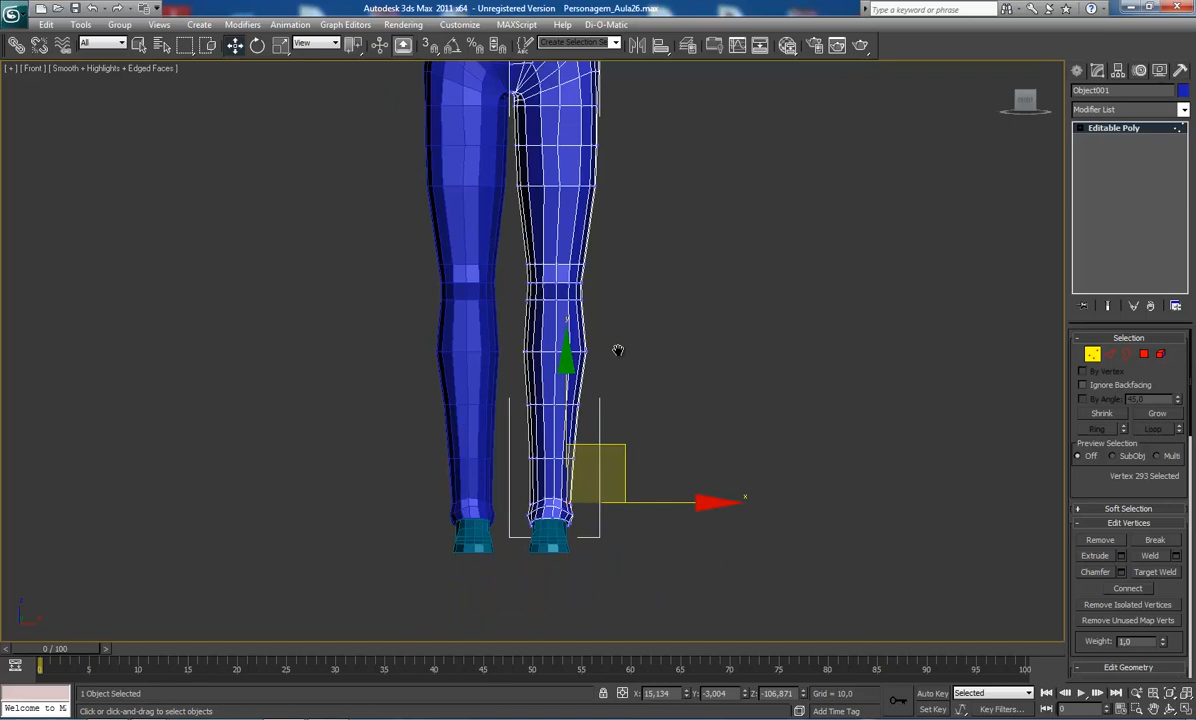 Autodesk 3ds Max 2011 x64 - Unregistered Version Personagem_Aula26.max
Type a keyword or phrase
Edit Tools Group Views Create Modifiers Animation Graph Editors Rendering Customize MAXScript Help Di-O-Matic
All View Create Selection Se
[ + ] [ Front ] [ Smooth + Highlights + Edged Faces ]
Object001
Modifier List
Editable Poly
y
x
Selection
By Vertex
Ignore Backfacing
By Angle: 45,0
Shrink Grow
Ring Loop
Preview Selection
Off SubObj Multi
Vertex 293 Selected
Soft Selection
Edit Vertices
Remove Break
Extrude Weld
Chamfer Target Weld
Connect
Remove Isolated Vertices
Remove Unused Map Verts
Weight: 1,0
Edit Geometry
0 / 100
0 5 10 15 20 25 30 35 40 45 50 55 60 65 70 75 80 85 90 95 100
1 Object Selected X: 15,134 Y: -3,004 Z: -106,871 Grid = 10,0 Auto Key Selected
Welcome to M Click or click-and-drag to select objects Add Time Tag Set Key Key Filters... 0